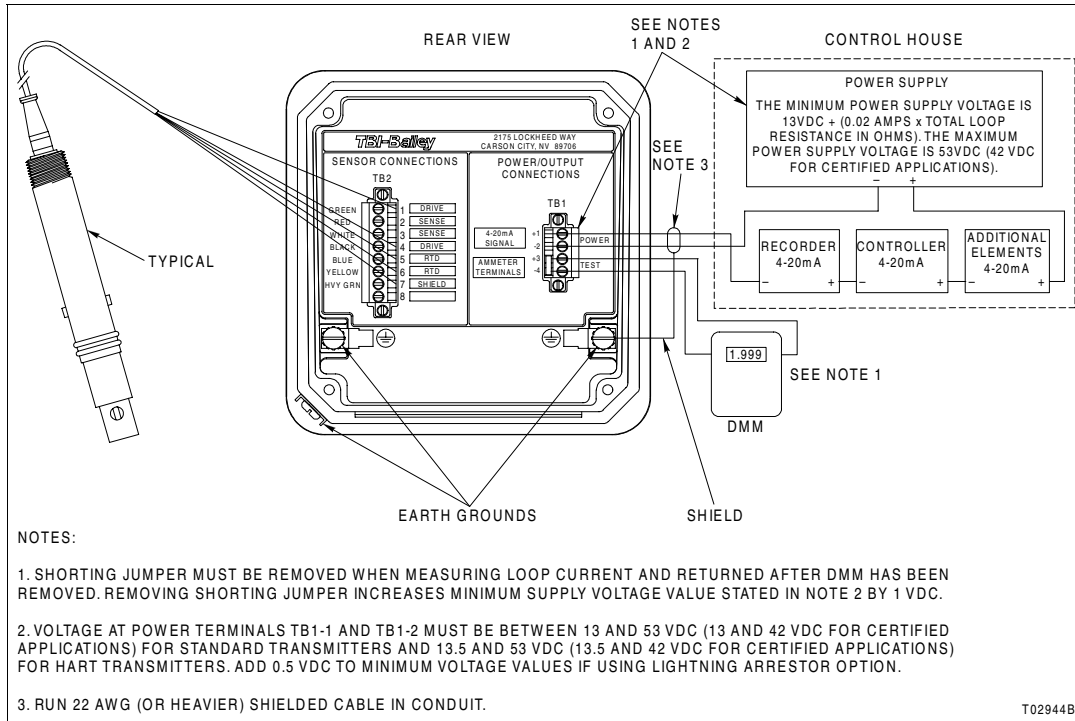 REAR VIEW
SEE NOTES
1 AND 2
CONTROL HOUSE
POWER SUPPLY
THE MINIMUM POWER SUPPLY VOLTAGE IS
13VDC + (0.02 AMPS x TOTAL LOOP
RESISTANCE IN OHMS). THE MAXIMUM
POWER SUPPLY VOLTAGE IS 53VDC (42 VDC
FOR CERTIFIED APPLICATIONS).
– +
TBI-Bailey
2175 LOCKHEED WAY
CARSON CITY, NV 89706
SENSOR CONNECTIONS
TB2
GREEN 1 DRIVE
RED 2 SENSE
WHITE 3 SENSE
BLACK 4 DRIVE
BLUE 5 RTD
YELLOW 6 RTD
HVY GRN 7 SHIELD
8
POWER/OUTPUT
CONNECTIONS
TB1
4-20mA
SIGNAL
+1
-2
POWER
AMMETER
TERMINALS
+3
-4
TEST
SEE
NOTE 3
RECORDER
4-20mA
– +
CONTROLLER
4-20mA
– +
ADDITIONAL
ELEMENTS
4-20mA
– +
TYPICAL
1.999
SEE NOTE 1
DMM
EARTH GROUNDS
SHIELD
NOTES:
1. SHORTING JUMPER MUST BE REMOVED WHEN MEASURING LOOP CURRENT AND RETURNED AFTER DMM HAS BEEN
REMOVED. REMOVING SHORTING JUMPER INCREASES MINIMUM SUPPLY VOLTAGE VALUE STATED IN NOTE 2 BY 1 VDC.
2. VOLTAGE AT POWER TERMINALS TB1-1 AND TB1-2 MUST BE BETWEEN 13 AND 53 VDC (13 AND 42 VDC FOR CERTIFIED
APPLICATIONS) FOR STANDARD TRANSMITTERS AND 13.5 AND 53 VDC (13.5 AND 42 VDC FOR CERTIFIED APPLICATIONS)
FOR HART TRANSMITTERS. ADD 0.5 VDC TO MINIMUM VOLTAGE VALUES IF USING LIGHTNING ARRESTOR OPTION.
3. RUN 22 AWG (OR HEAVIER) SHIELDED CABLE IN CONDUIT.
T02944B